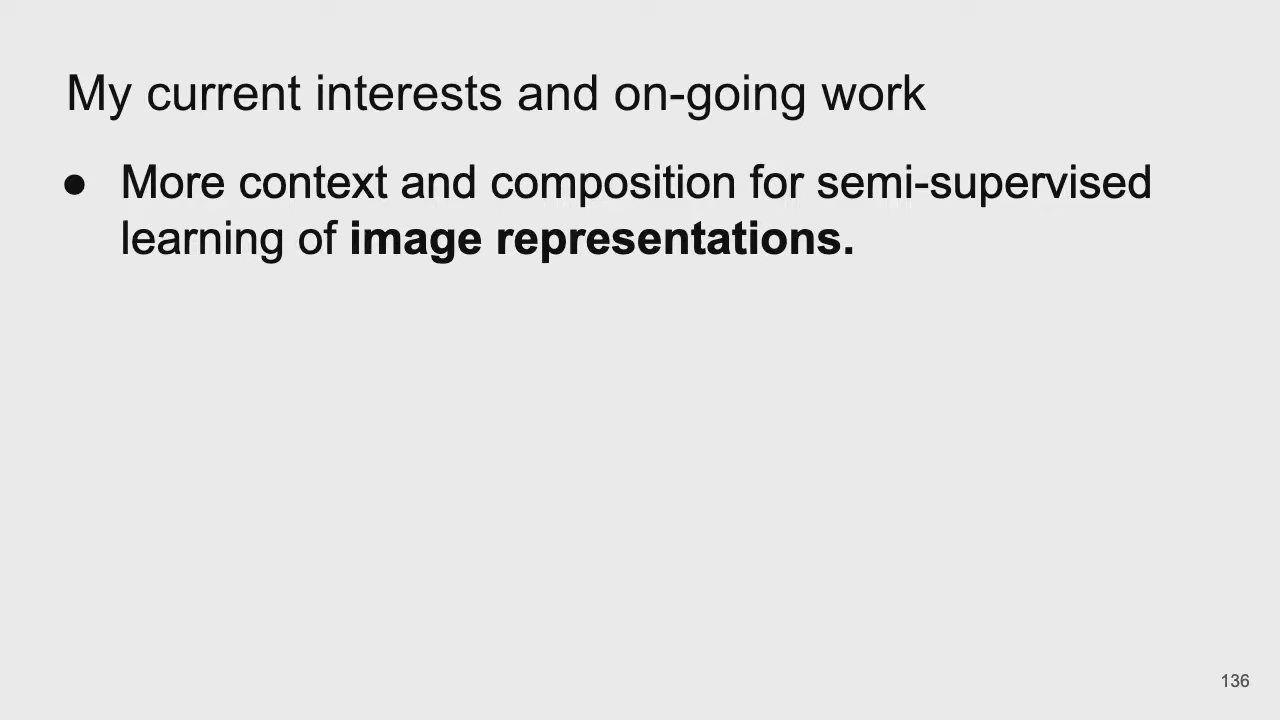 My current interests and on-going work
● More context and composition for semi-supervised
learning of image representations.
136